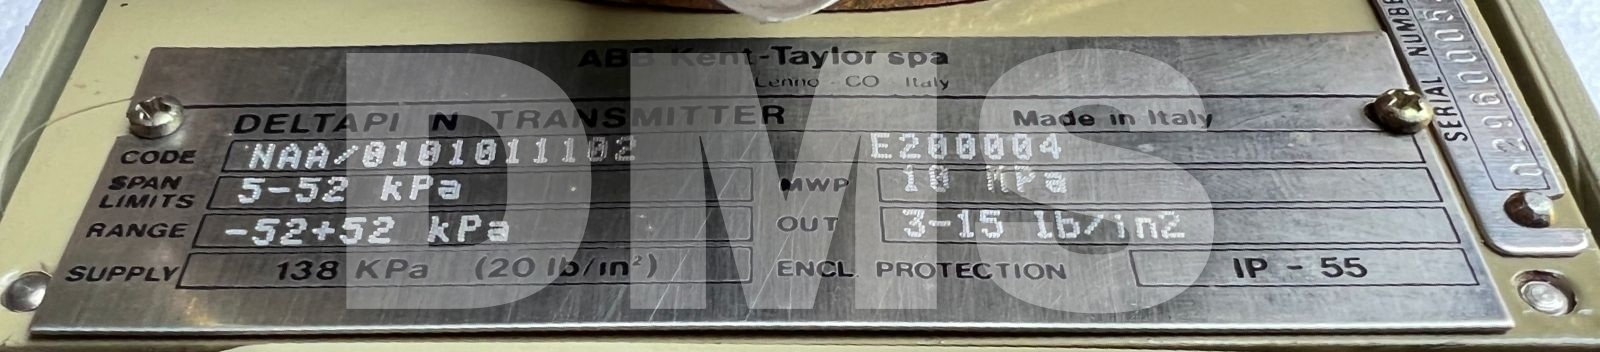 ABB Kent-Taylor spa
Lenno - CO - Italy
DELTAPI N TRANSMITTER Made in Italy
CODE NAA/0101011102 E200004
SPAN LIMITS 5-52 kPa MWP 10 MPa
RANGE -52+52 kPa OUT 3-15 lb/in2
SUPPLY 138 KPa (20 lb/in²) ENCL. PROTECTION IP - 55
SERIAL
DMS